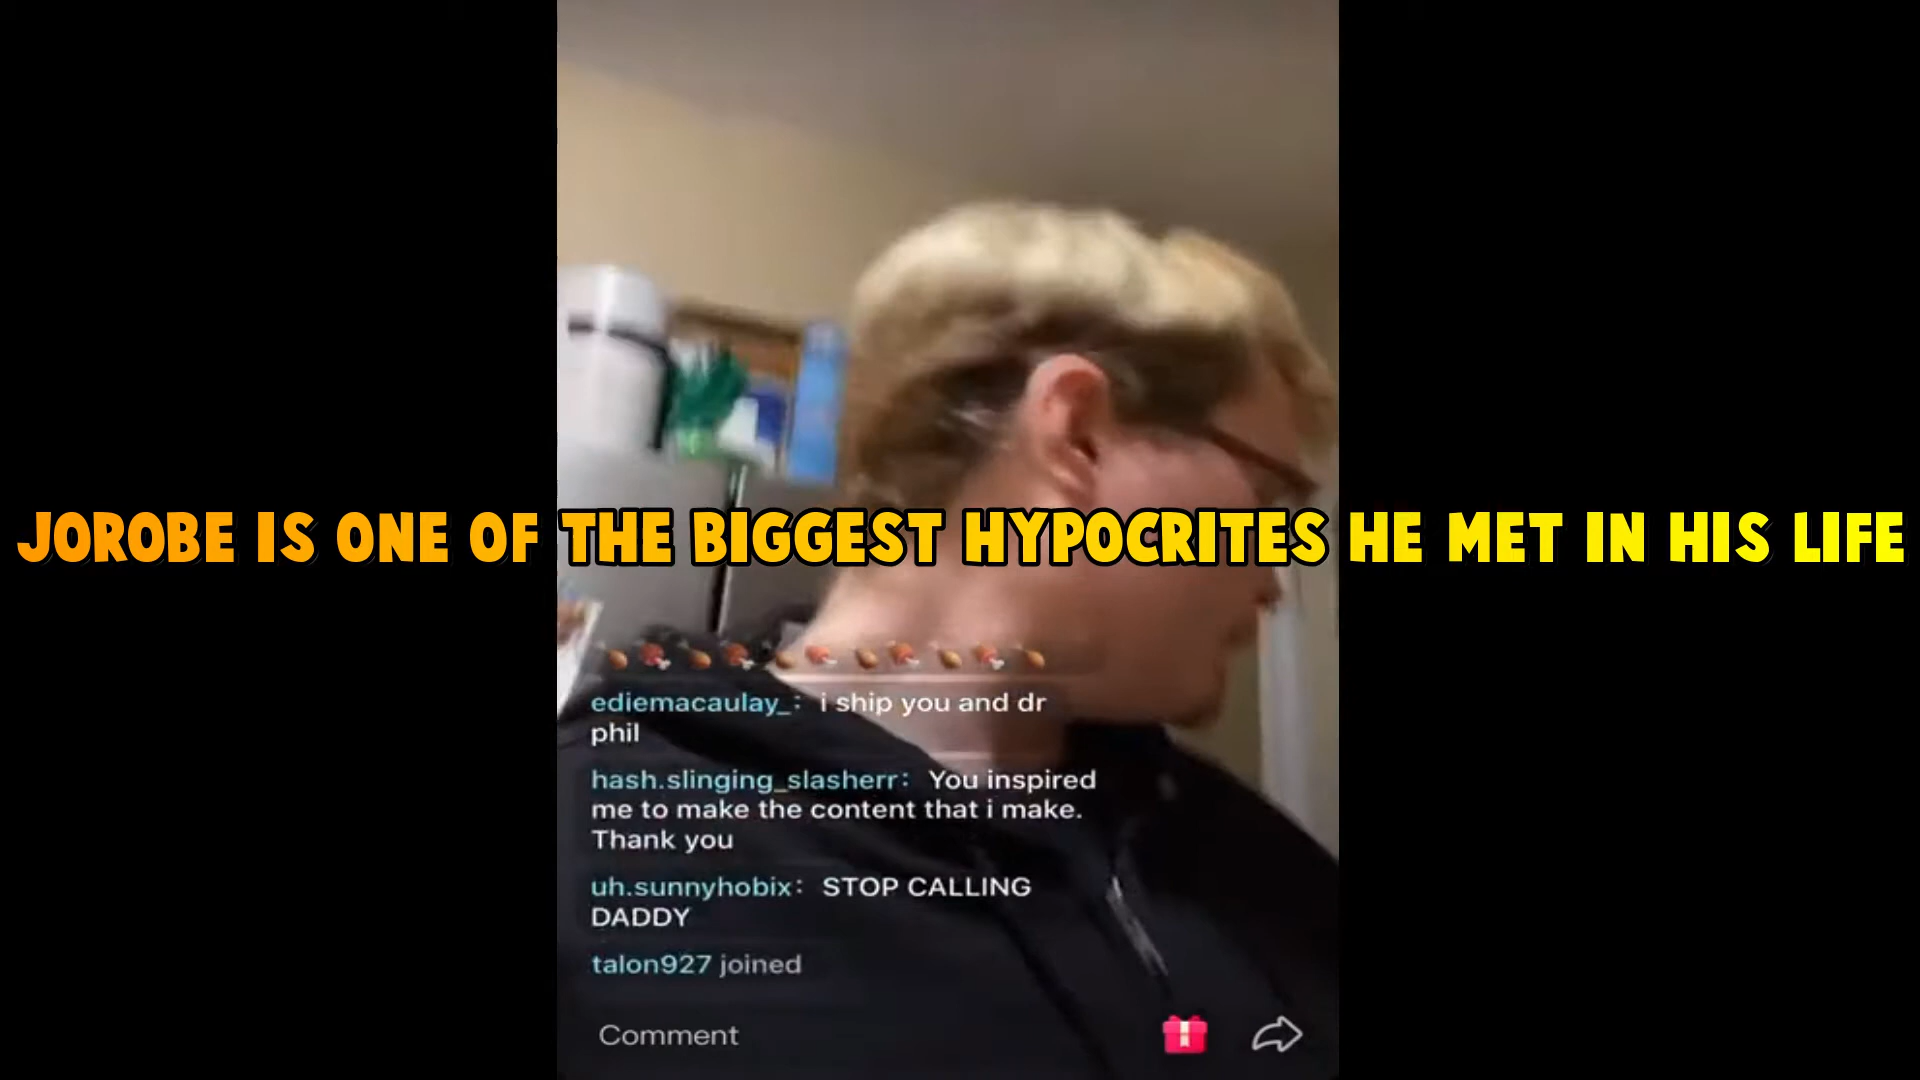 JOROBE IS ONE OF THE BIGGEST HYPOCRITES HE MET IN HIS LIFE
ediemacaulay_: i ship you and dr
phil
hash.slinging_slasherr: You inspired
me to make the content that i make.
Thank you
uh.sunnyhobix: STOP CALLING
DADDY
talon927 joined
Comment